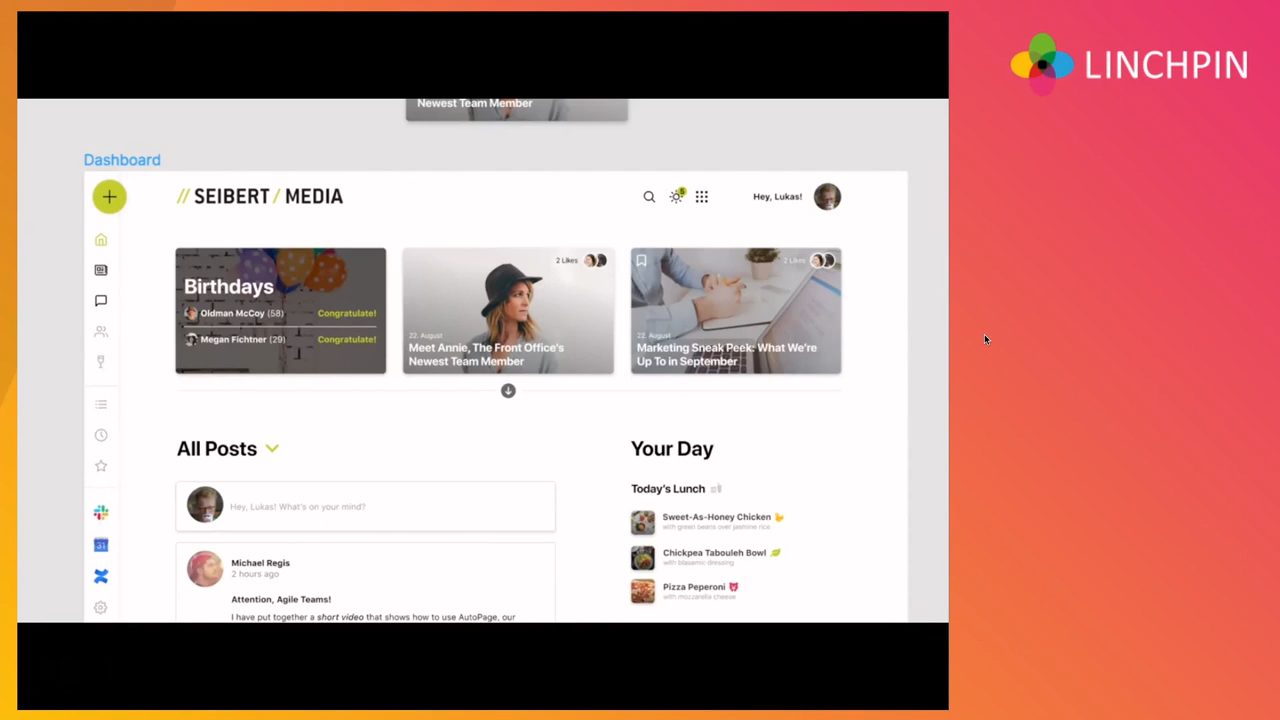 LINCHPIN
Newest Team Member
Dashboard
// SEIBERT / MEDIA
5
Hey, Lukas!
Birthdays
Oldman McCoy (58) Congratulate!
Megan Fichtner (29) Congratulate!
2 Likes
22. August
Meet Annie, The Front Office's
Newest Team Member
2 Likes
22. August
Marketing Sneak Peek: What We're
Up To in September
All Posts
Hey, Lukas! What's on your mind?
Michael Regis
2 hours ago
Attention, Agile Teams!
I have put together a short video that shows how to use AutoPage, our
Your Day
Today's Lunch
Sweet-As-Honey Chicken
with green beans over jasmine rice
Chickpea Tabouleh Bowl
with blasemic dressing
Pizza Peperoni
with mozzarella cheese
31